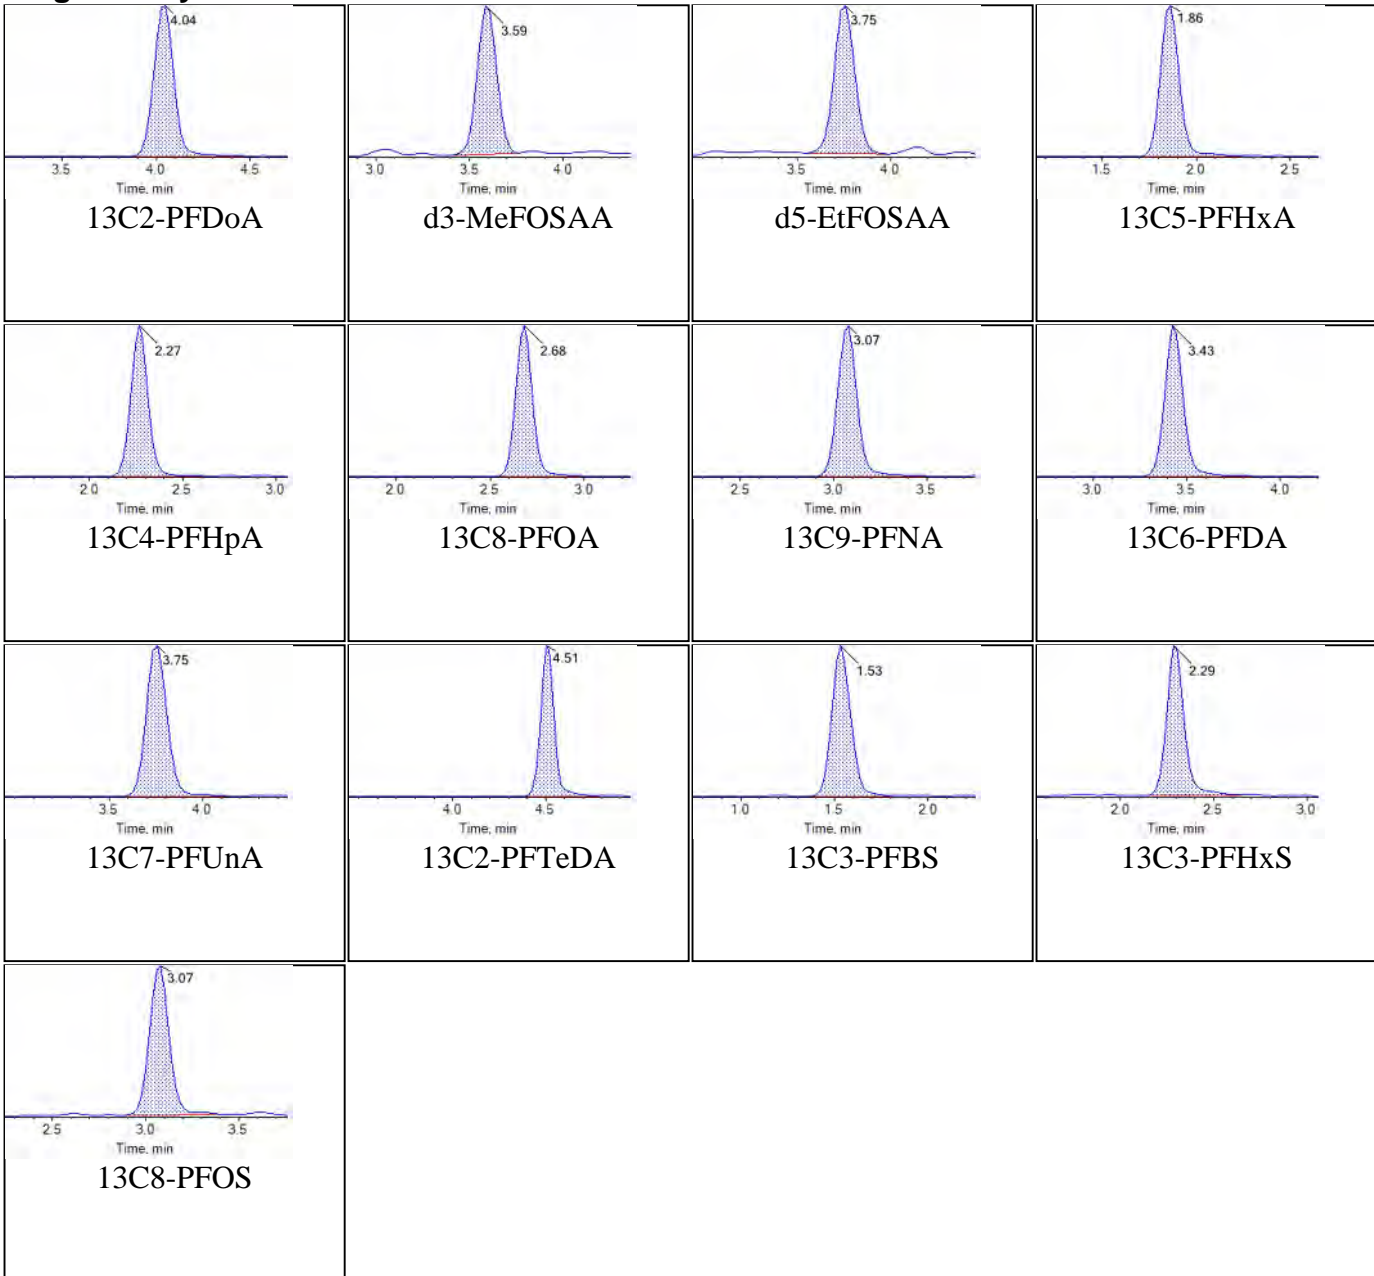 4.04
3.5 4.0 4.5
Time, min
13C2-PFDoA
3.59
3.0 3.5 4.0
Time, min
d3-MeFOSAA
3.75
3.5 4.0
Time, min
d5-EtFOSAA
1.86
1.5 2.0 2.5
Time, min
13C5-PFHxA
2.27
2.0 2.5 3.0
Time, min
13C4-PFHpA
2.68
2.0 2.5 3.0
Time, min
13C8-PFOA
3.07
2.5 3.0 3.5
Time, min
13C9-PFNA
3.43
3.0 3.5 4.0
Time, min
13C6-PFDA
3.75
3.5 4.0
Time, min
13C7-PFUnA
4.51
4.0 4.5
Time, min
13C2-PFTeDA
1.53
1.0 1.5 2.0
Time, min
13C3-PFBS
2.29
2.0 2.5 3.0
Time, min
13C3-PFHxS
3.07
2.5 3.0 3.5
Time, min
13C8-PFOS